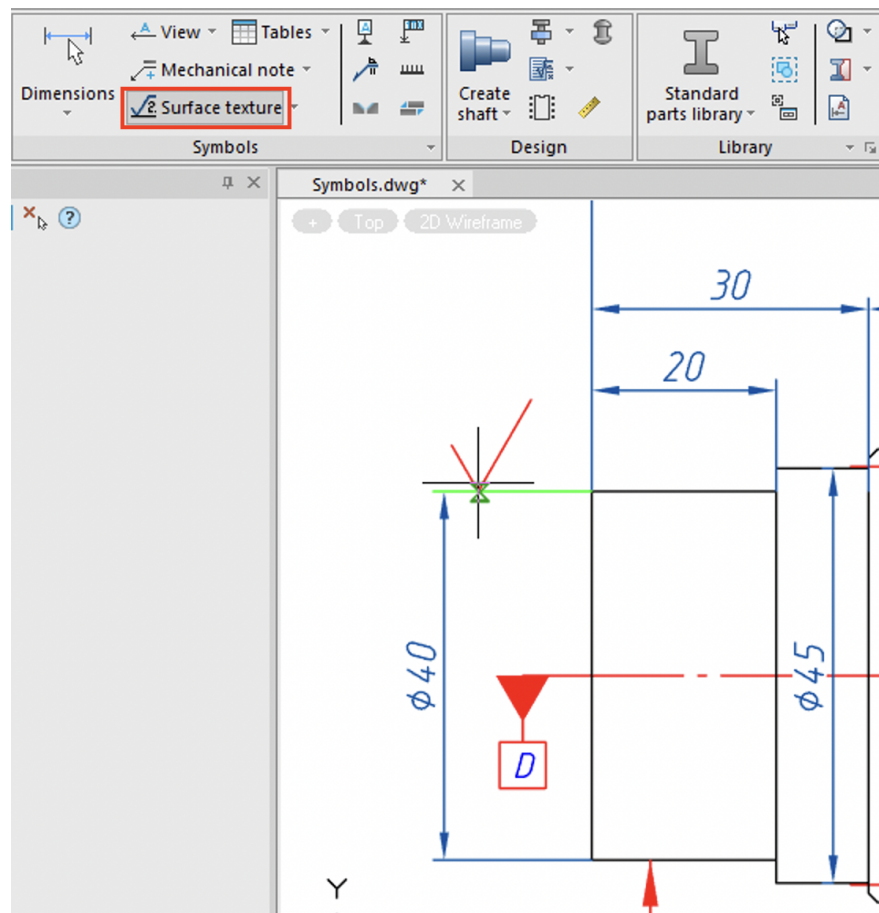 View
Tables
Mechanical note
Dimensions
Surface texture
Symbols
Create
shaft
Design
Standard
parts library
Library
Symbols.dwg*
+
Top
2D Wireframe
30
20
ϕ40
ϕ45
D
Y